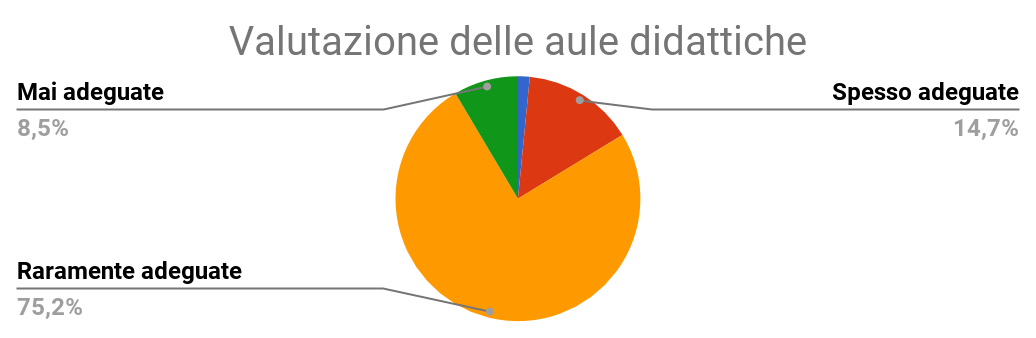 Valutazione delle aule didattiche
Mai adeguate
8,5%
Spesso adeguate
14,7%
Raramente adeguate
75,2%